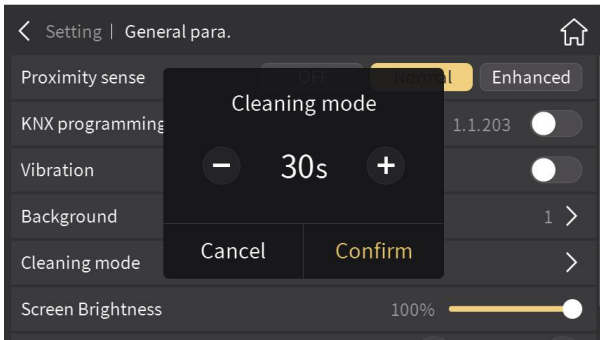 Setting | General para.
Proximity sense OFF Normal Enhanced
Cleaning mode
KNX programming 1.1.203
− 30s +
Vibration
Background 1
Cancel Confirm
Cleaning mode
Screen Brightness 100%